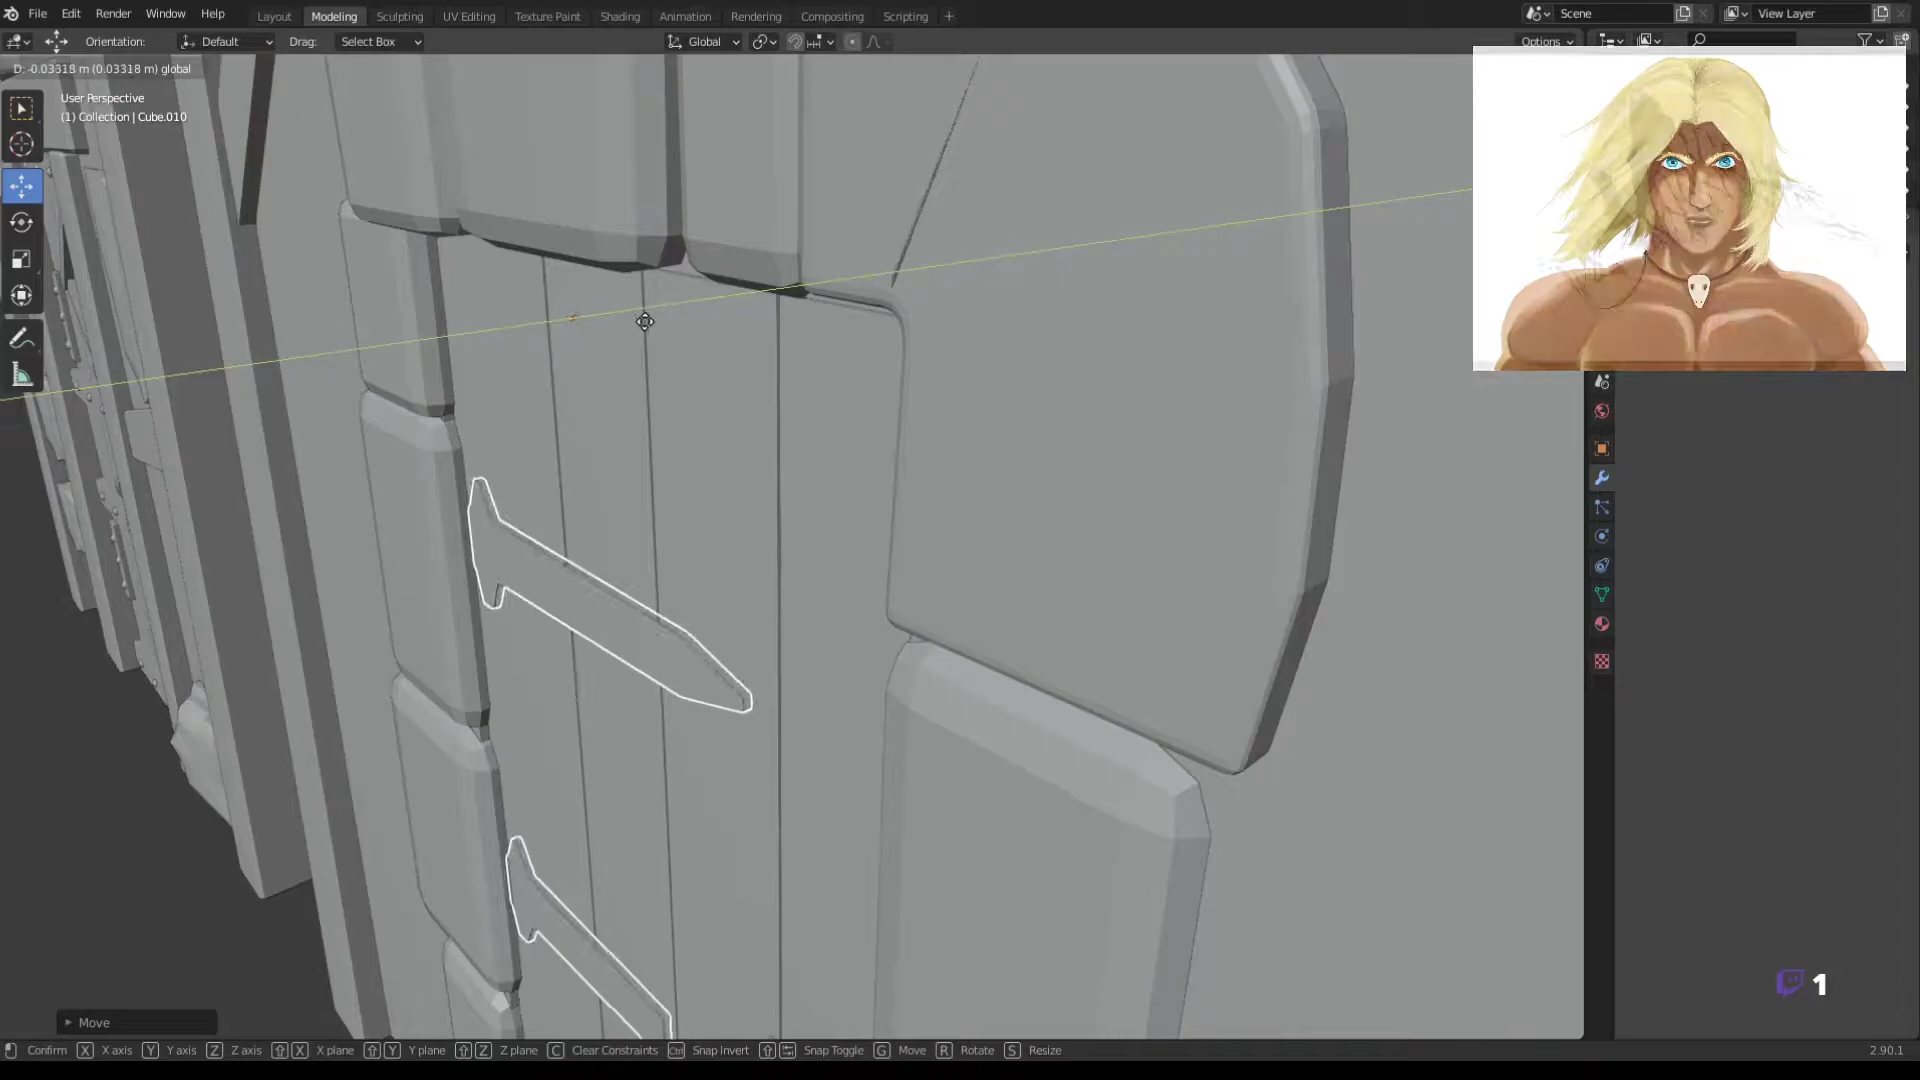 File Edit Render Window Help Layout Modeling Sculpting UV Editing Texture Paint Shading Animation Rendering Compositing Scripting + Scene View Layer
Orientation: Default Drag: Select Box Global Options
D: -0.03318 m (0.03318 m) global
User Perspective
(1) Collection | Cube.010
1
Move
Confirm X X axis Y Y axis Z Z axis X X plane Y Y plane Z Z plane C Clear Constraints Ctrl Snap Invert Snap Toggle G Move R Rotate S Resize 2.90.1